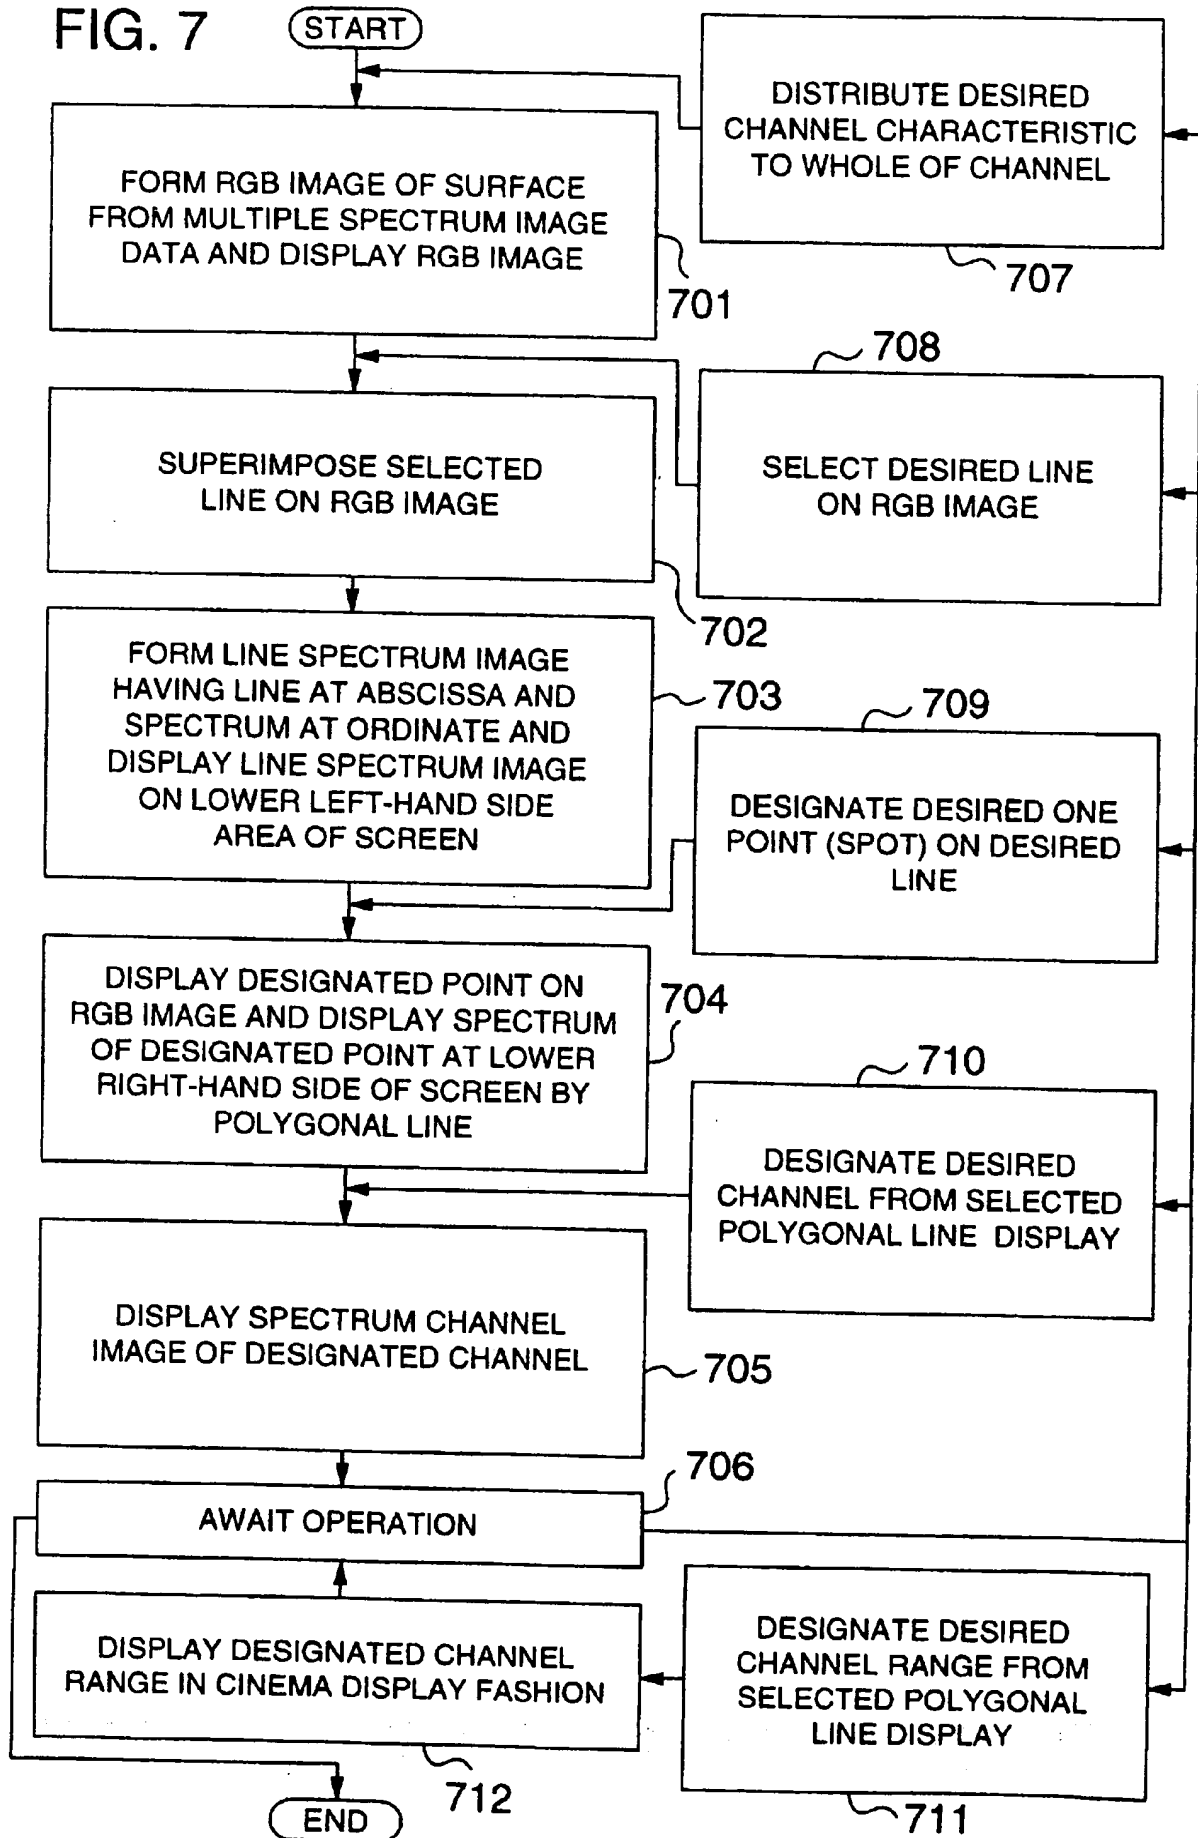 FIG. 7
START
DISTRIBUTE DESIRED
CHANNEL CHARACTERISTIC
TO WHOLE OF CHANNEL
707
FORM RGB IMAGE OF SURFACE
FROM MULTIPLE SPECTRUM IMAGE
DATA AND DISPLAY RGB IMAGE
701
708
SELECT DESIRED LINE
ON RGB IMAGE
SUPERIMPOSE SELECTED
LINE ON RGB IMAGE
702
FORM LINE SPECTRUM IMAGE
HAVING LINE AT ABSCISSA AND
SPECTRUM AT ORDINATE AND
DISPLAY LINE SPECTRUM IMAGE
ON LOWER LEFT-HAND SIDE
AREA OF SCREEN
703
709
DESIGNATE DESIRED ONE
POINT (SPOT) ON DESIRED
LINE
DISPLAY DESIGNATED POINT ON
RGB IMAGE AND DISPLAY SPECTRUM
OF DESIGNATED POINT AT LOWER
RIGHT-HAND SIDE OF SCREEN BY
POLYGONAL LINE
704
710
DESIGNATE DESIRED
CHANNEL FROM SELECTED
POLYGONAL LINE DISPLAY
DISPLAY SPECTRUM CHANNEL
IMAGE OF DESIGNATED CHANNEL
705
706
AWAIT OPERATION
DISPLAY DESIGNATED CHANNEL
RANGE IN CINEMA DISPLAY FASHION
712
DESIGNATE DESIRED
CHANNEL RANGE FROM
SELECTED POLYGONAL
LINE DISPLAY
711
END